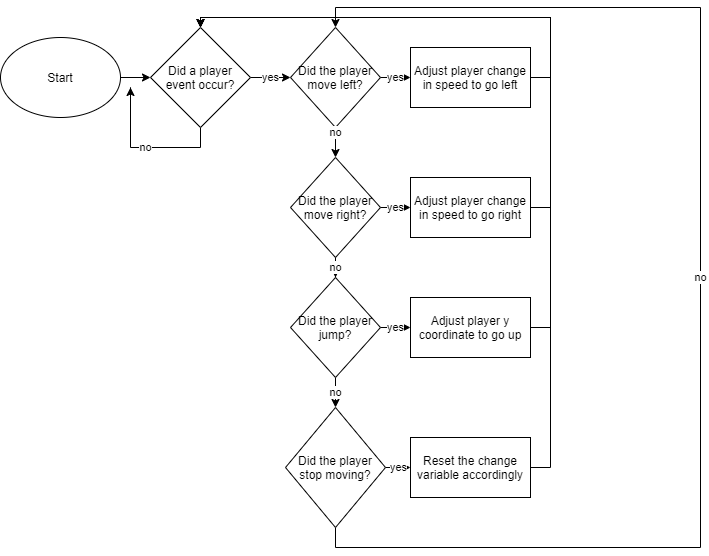 Start
Did a player
event occur?
yes
Did the player
move left?
yes
Adjust player change
in speed to go left
no
no
Did the player
move right?
yes
Adjust player change
in speed to go right
no
no
Did the player
jump?
yes
Adjust player y
coordinate to go up
no
Did the player
stop moving?
yes
Reset the change
variable accordingly